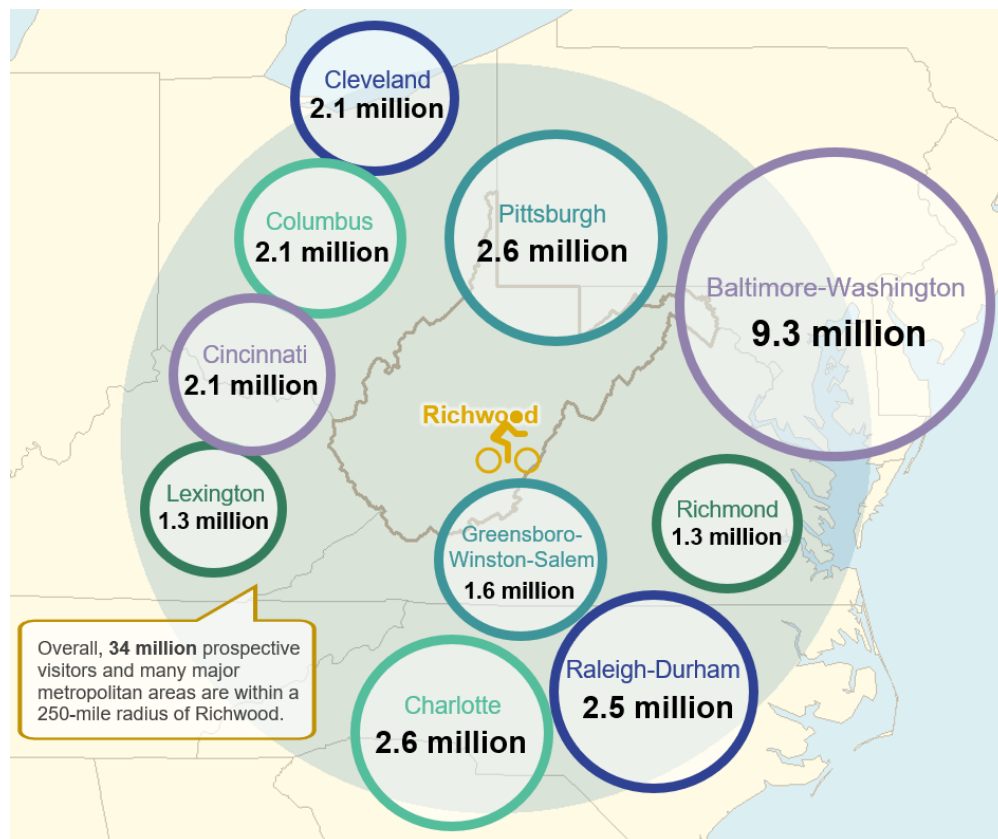 Cleveland
2.1 million
Columbus
2.1 million
Pittsburgh
2.6 million
Baltimore-Washington
9.3 million
Cincinnati
2.1 million
Richwood
Lexington
1.3 million
Richmond
1.3 million
Greensboro-
Winston-Salem
1.6 million
Overall, 34 million prospective
visitors and many major
metropolitan areas are within a
250-mile radius of Richwood.
Raleigh-Durham
2.5 million
Charlotte
2.6 million